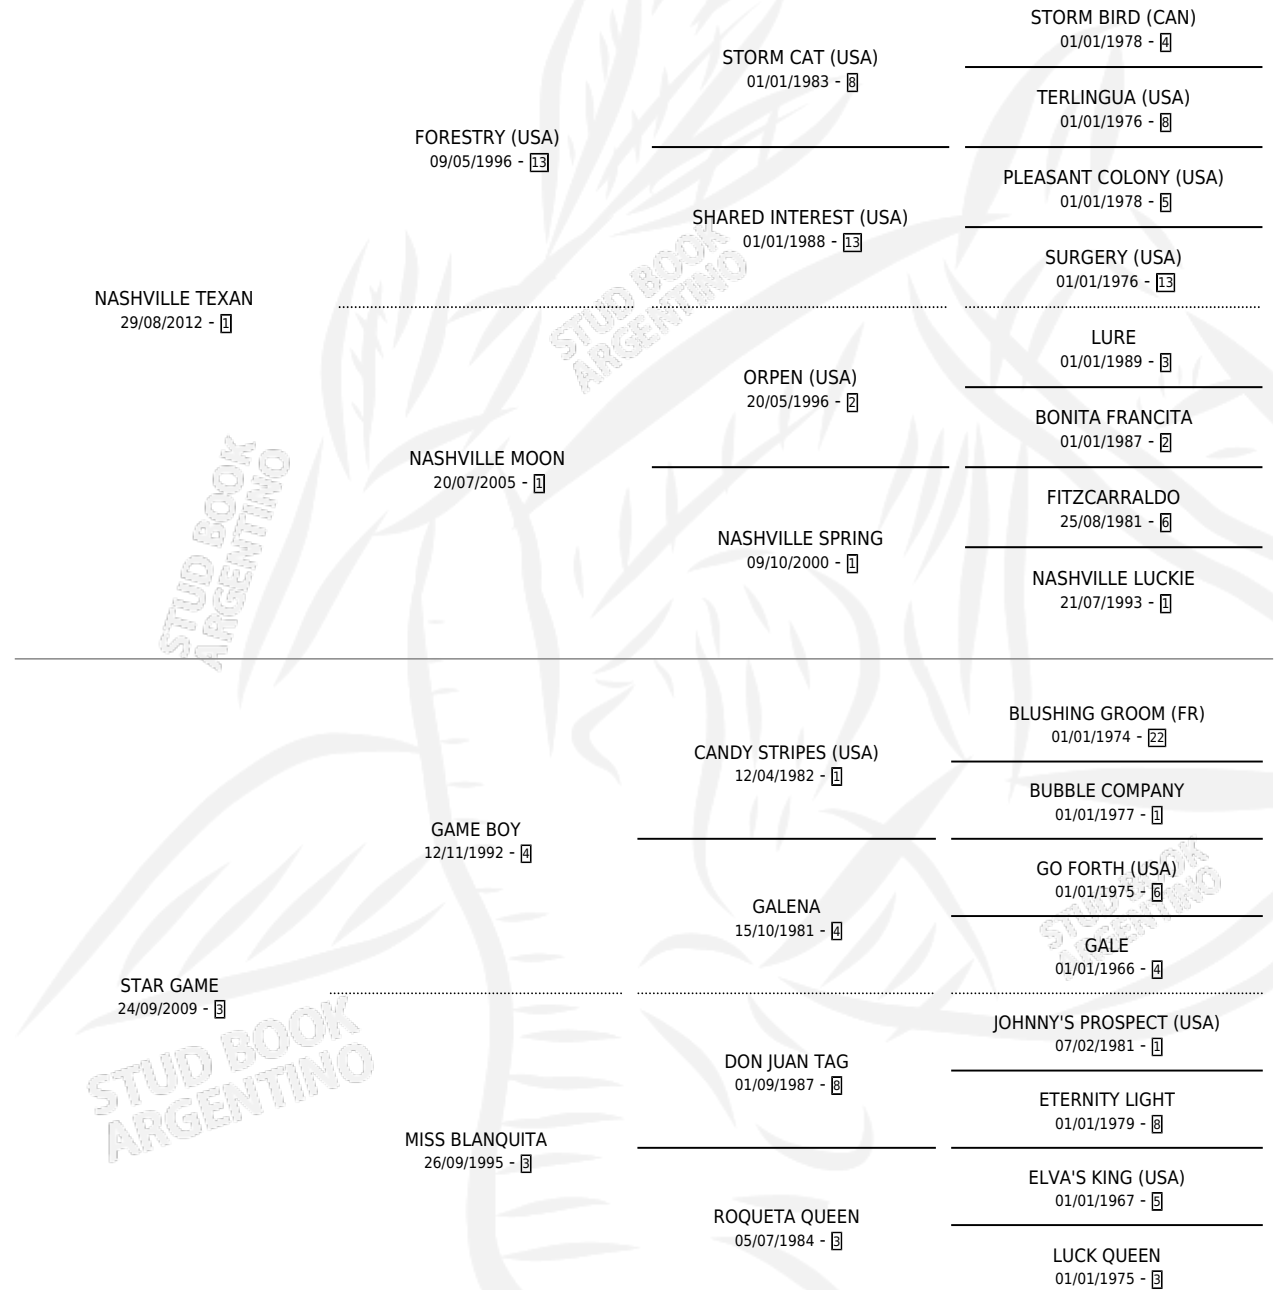 STORM BIRD (CAN)
01/01/1978 - 4
STORM CAT (USA)
01/01/1983 - 8
TERLINGUA (USA)
01/01/1976 - 8
FORESTRY (USA)
09/05/1996 - 13
PLEASANT COLONY (USA)
01/01/1978 - 5
SHARED INTEREST (USA)
01/01/1988 - 13
SURGERY (USA)
01/01/1976 - 13
NASHVILLE TEXAN
29/08/2012 - 1
LURE
01/01/1989 - 3
ORPEN (USA)
20/05/1996 - 2
BONITA FRANCITA
01/01/1987 - 2
NASHVILLE MOON
20/07/2005 - 1
FITZCARRALDO
25/08/1981 - 6
NASHVILLE SPRING
09/10/2000 - 1
NASHVILLE LUCKIE
21/07/1993 - 1
BLUSHING GROOM (FR)
01/01/1974 - 22
CANDY STRIPES (USA)
12/04/1982 - 1
BUBBLE COMPANY
01/01/1977 - 1
GAME BOY
12/11/1992 - 4
GO FORTH (USA)
01/01/1975 - 6
GALENA
15/10/1981 - 4
GALE
01/01/1966 - 4
STAR GAME
24/09/2009 - 3
JOHNNY'S PROSPECT (USA)
07/02/1981 - 1
DON JUAN TAG
01/09/1987 - 8
ETERNITY LIGHT
01/01/1979 - 8
MISS BLANQUITA
26/09/1995 - 3
ELVA'S KING (USA)
01/01/1967 - 5
ROQUETA QUEEN
05/07/1984 - 3
LUCK QUEEN
01/01/1975 - 3
STUD BOOK
ARGENTINO
STUD BOOK
ARGENTINO
STUD BOOK
ARGENTINO
STUD BOOK
ARGENTINO